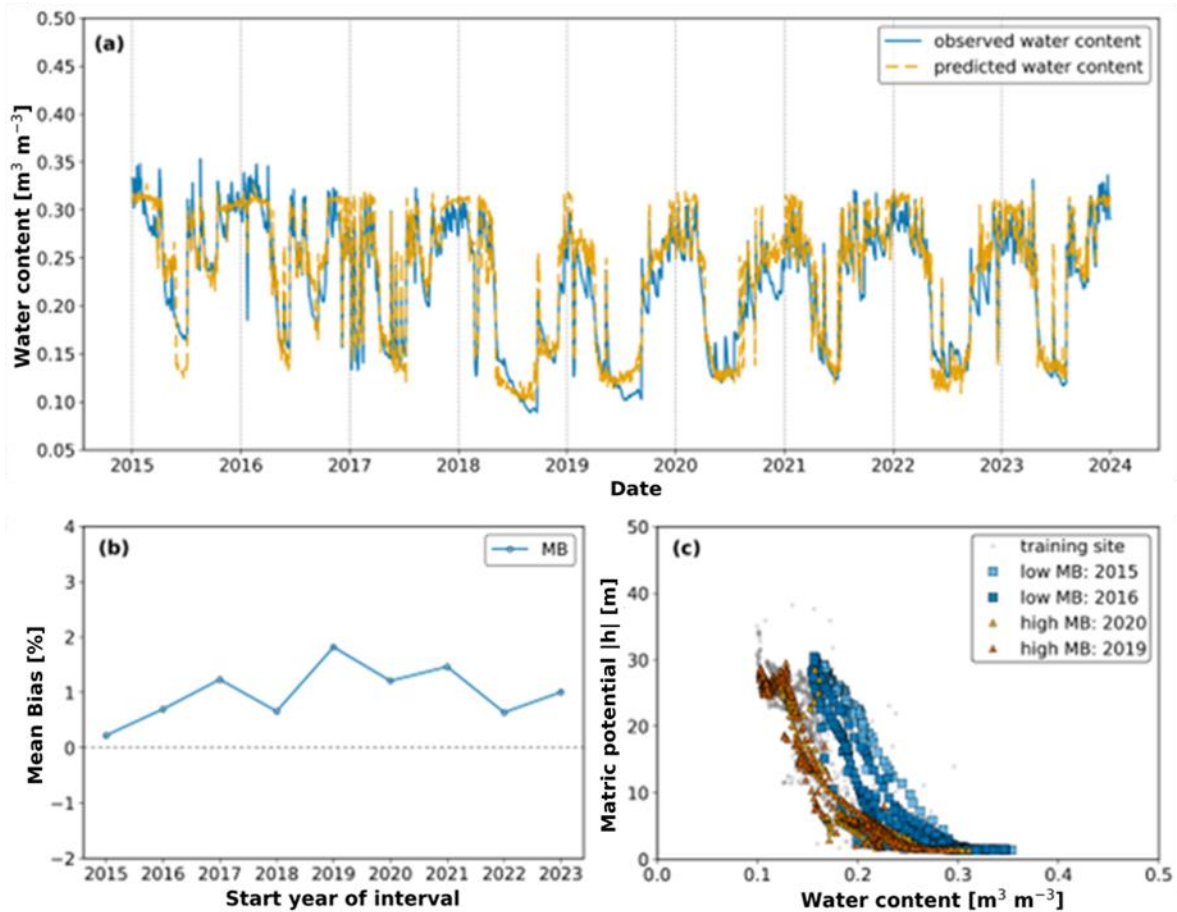 (a)
observed water content
predicted water content
0.50
0.45
0.40
0.35
0.30
0.25
0.20
0.15
0.10
0.05
Water content [m³ m⁻³]
2015 2016 2017 2018 2019 2020 2021 2022 2023 2024
Date
(b)
MB
4
3
2
1
0
−1
−2
Mean Bias [%]
2015 2016 2017 2018 2019 2020 2021 2022 2023
Start year of interval
(c)
training site
low MB: 2015
low MB: 2016
high MB: 2020
high MB: 2019
50
40
30
20
10
0
Matric potential |h| [m]
0.0 0.1 0.2 0.3 0.4 0.5
Water content [m³ m⁻³]